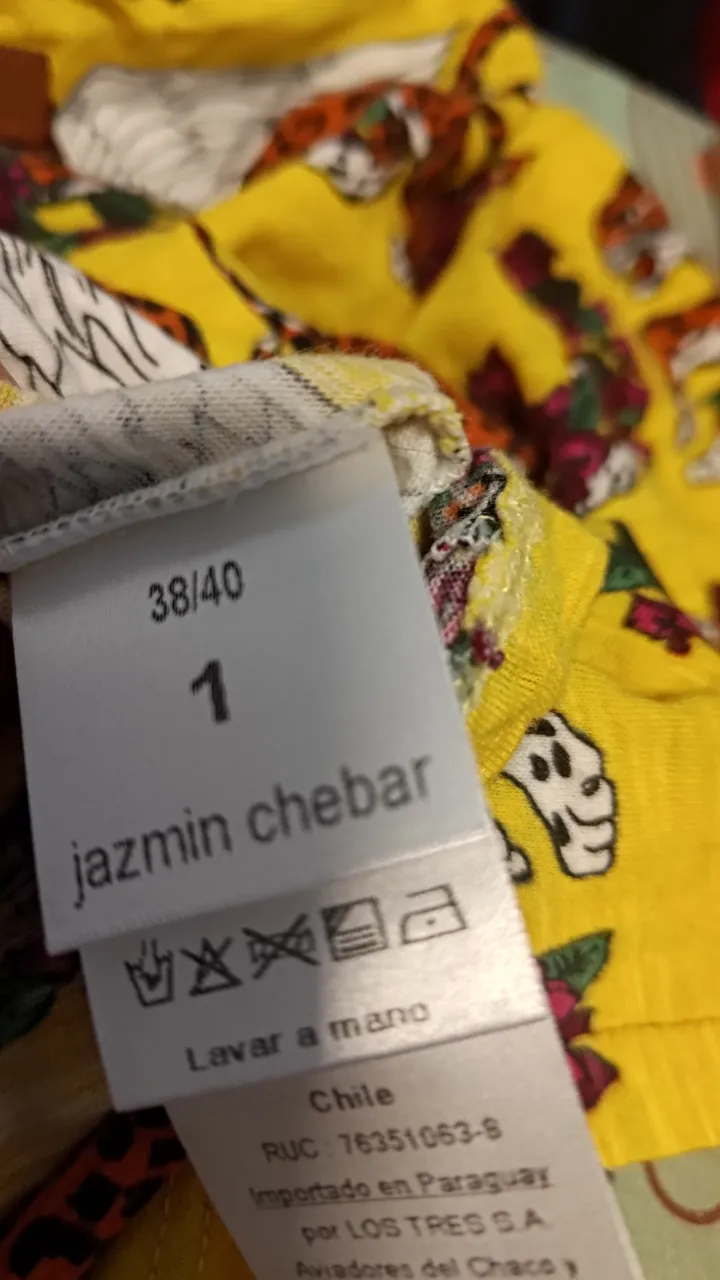 38/40
1
jazmin chebar
Lavar a mano
Chile
RUC : 76351063-8
Importado en Paraguay
por LOS TRES S.A.
Aviadores del Chaco y